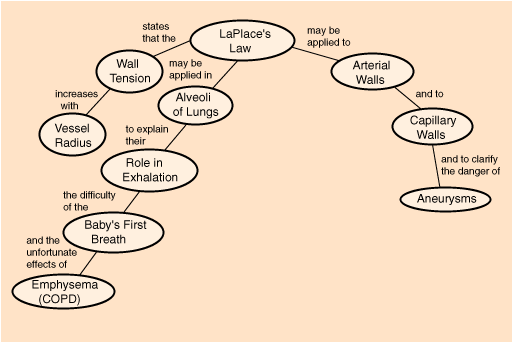 states
that the
LaPlace's
Law
may be
applied to
Wall
Tension
may be
applied in
Arterial
Walls
increases
with
Alveoli
of Lungs
and to
Vessel
Radius
to explain
their
Capillary
Walls
Role in
Exhalation
and to clarify
the danger of
the difficulty
of the
Aneurysms
Baby's First
Breath
and the
unfortunate
effects of
Emphysema
(COPD)